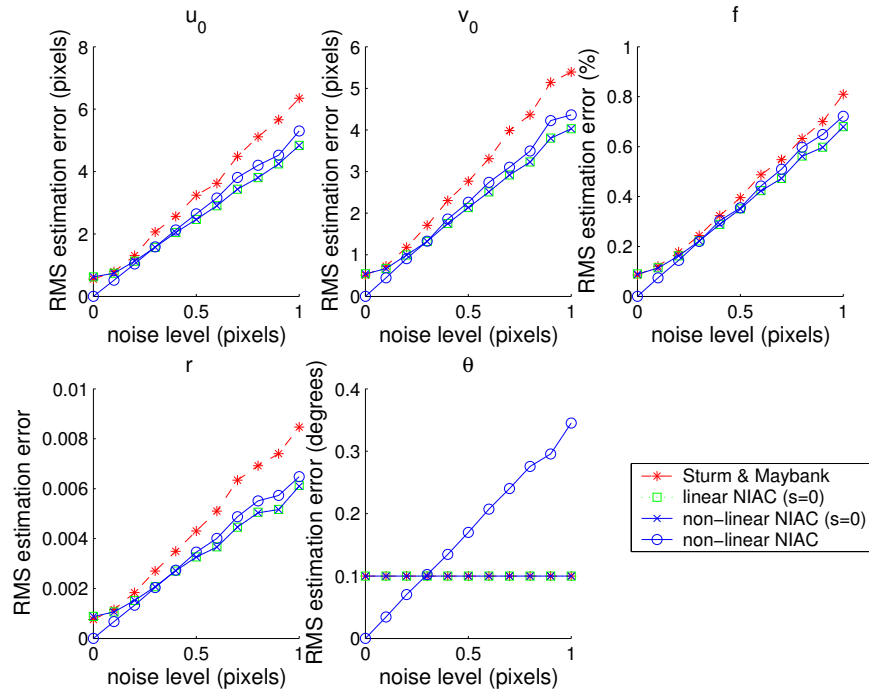 u0
RMS estimation error (pixels)
8
6
4
2
0
0
0.5
1
noise level (pixels)
v0
RMS estimation error (pixels)
6
5
4
3
2
1
0
0
0.5
1
noise level (pixels)
f
RMS estimation error (%)
1
0.8
0.6
0.4
0.2
0
0
0.5
1
noise level (pixels)
r
RMS estimation error
0.01
0.008
0.006
0.004
0.002
0
0
0.5
1
noise level (pixels)
θ
RMS estimation error (degrees)
0.4
0.3
0.2
0.1
0
0
0.5
1
noise level (pixels)
Sturm & Maybank
linear NIAC (s=0)
non-linear NIAC (s=0)
non-linear NIAC